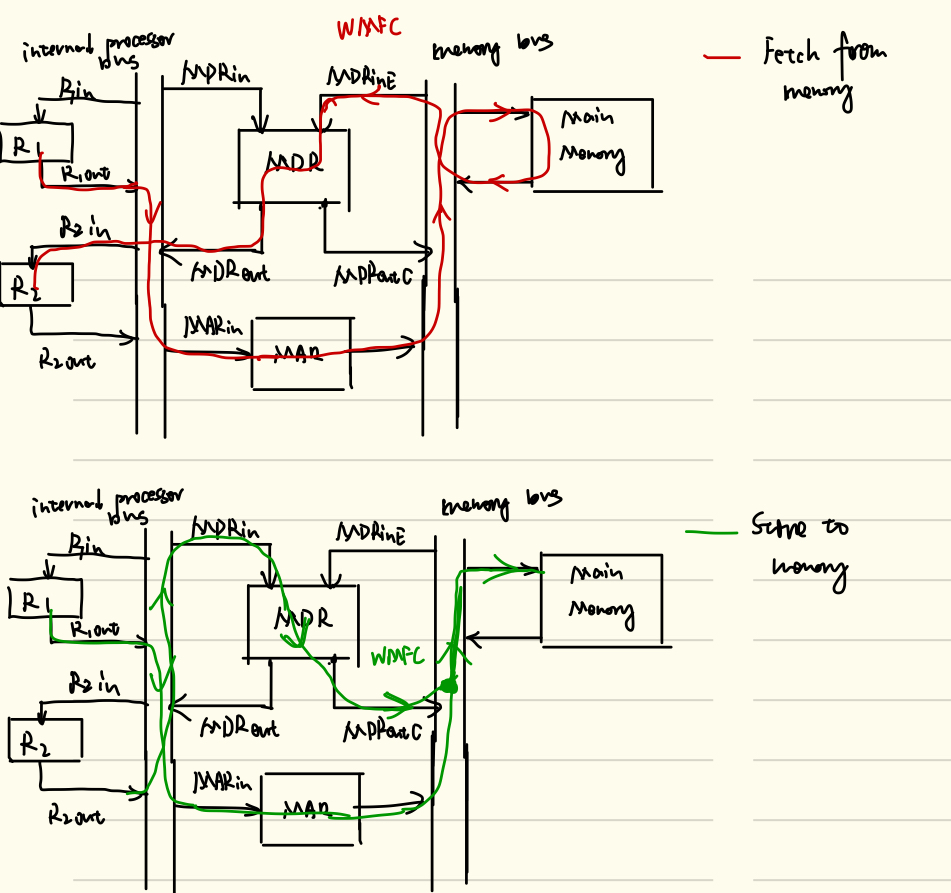 WMFC
internal processor
bus
memory bus
Fetch from
memory
MDRin
MDRinE
R1in
Main
Memory
R1
MDR
R1out
R2in
R2
MDRout
MDRoutE
MARin
MAR
R2out
internal processor
bus
memory bus
Store to
memory
MDRin
MDRinE
R1in
Main
Memory
R1
MDR
R1out
WMFC
R2in
R2
MDRout
MDRoutE
MARin
MAR
R2out